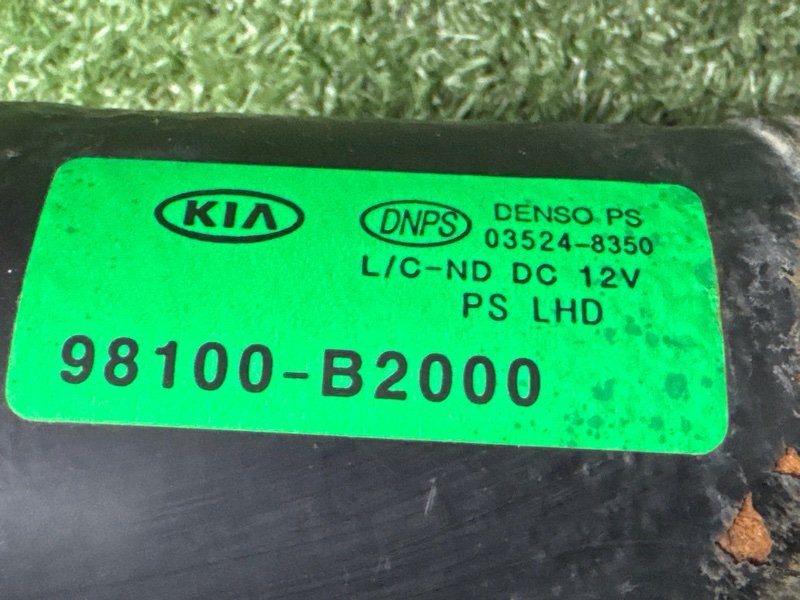 KIA DNPS DENSO PS
03524-8350
L/C-ND DC 12V
PS LHD
98100-B2000